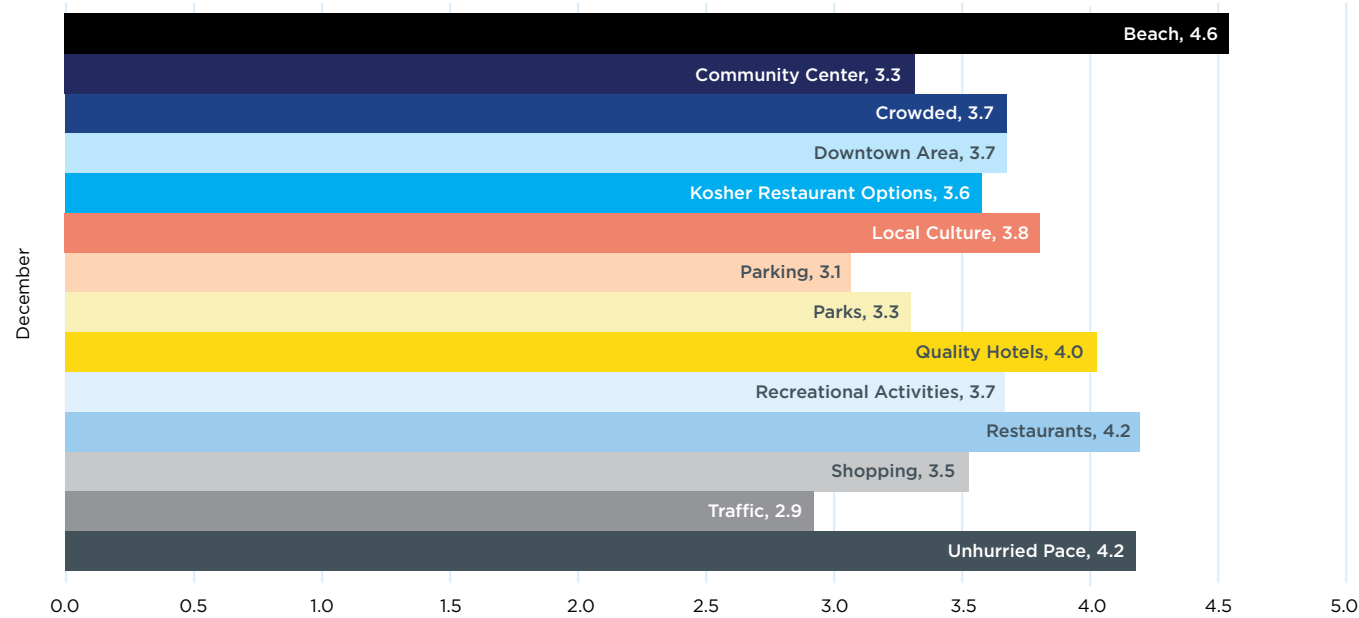 Beach, 4.6
Community Center, 3.3
Crowded, 3.7
Downtown Area, 3.7
Kosher Restaurant Options, 3.6
Local Culture, 3.8
Parking, 3.1
Parks, 3.3
Quality Hotels, 4.0
Recreational Activities, 3.7
Restaurants, 4.2
Shopping, 3.5
Traffic, 2.9
Unhurried Pace, 4.2
December
0.0 0.5 1.0 1.5 2.0 2.5 3.0 3.5 4.0 4.5 5.0